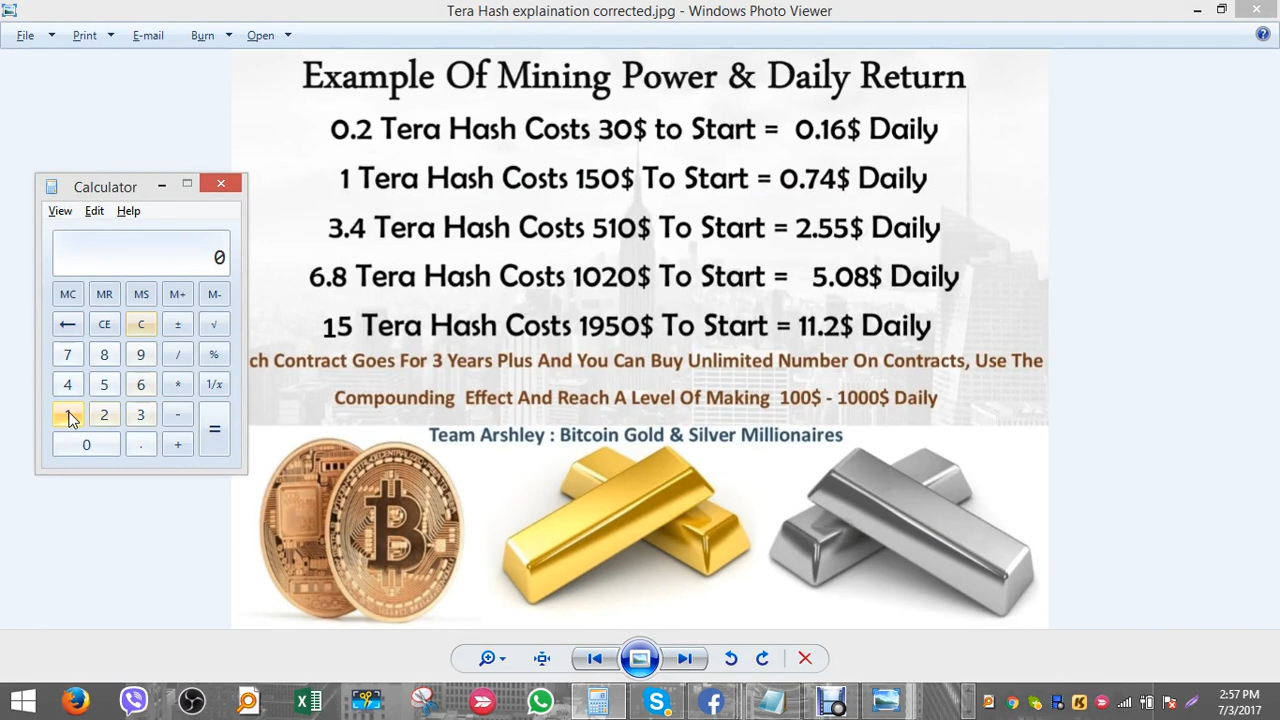 Tera Hash explaination corrected.jpg - Windows Photo Viewer
File Print E-mail Burn Open
Example Of Mining Power & Daily Return
0.2 Tera Hash Costs 30$ to Start = 0.16$ Daily
1 Tera Hash Costs 150$ To Start = 0.74$ Daily
3.4 Tera Hash Costs 510$ To Start = 2.55$ Daily
6.8 Tera Hash Costs 1020$ To Start = 5.08$ Daily
15 Tera Hash Costs 1950$ To Start = 11.2$ Daily
ch Contract Goes For 3 Years Plus And You Can Buy Unlimited Number On Contracts, Use The
Compounding Effect And Reach A Level Of Making 100$ - 1000$ Daily
Team Arshley : Bitcoin Gold & Silver Millionaires
Calculator
View Edit Help
0
MC MR MS M+ M-
← CE C ± √
7 8 9 / %
4 5 6 * 1/x
1 2 3 - =
0 . +
2:57 PM
7/3/2017